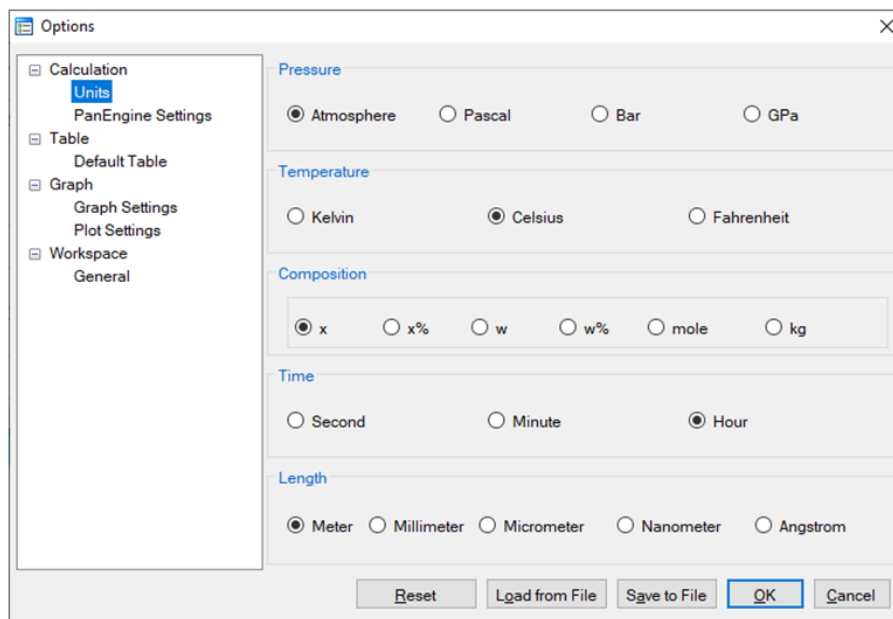 Options
Calculation
Units
PanEngine Settings
Table
Default Table
Graph
Graph Settings
Plot Settings
Workspace
General
Pressure
Atmosphere Pascal Bar GPa
Temperature
Kelvin Celsius Fahrenheit
Composition
x x% w w% mole kg
Time
Second Minute Hour
Length
Meter Millimeter Micrometer Nanometer Angstrom
Reset Load from File Save to File OK Cancel